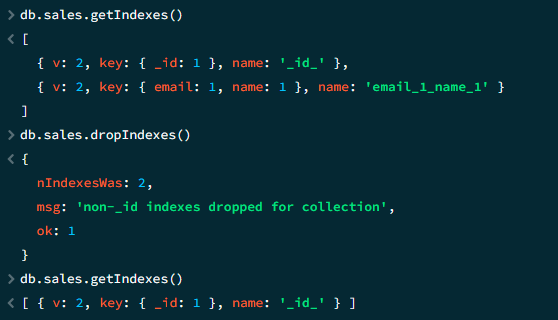 > db.sales.getIndexes()
< [
{ v: 2, key: { _id: 1 }, name: '_id_' },
{ v: 2, key: { email: 1, name: 1 }, name: 'email_1_name_1' }
]
> db.sales.dropIndexes()
< {
nIndexesWas: 2,
msg: 'non-_id indexes dropped for collection',
ok: 1
}
> db.sales.getIndexes()
< [ { v: 2, key: { _id: 1 }, name: '_id_' } ]